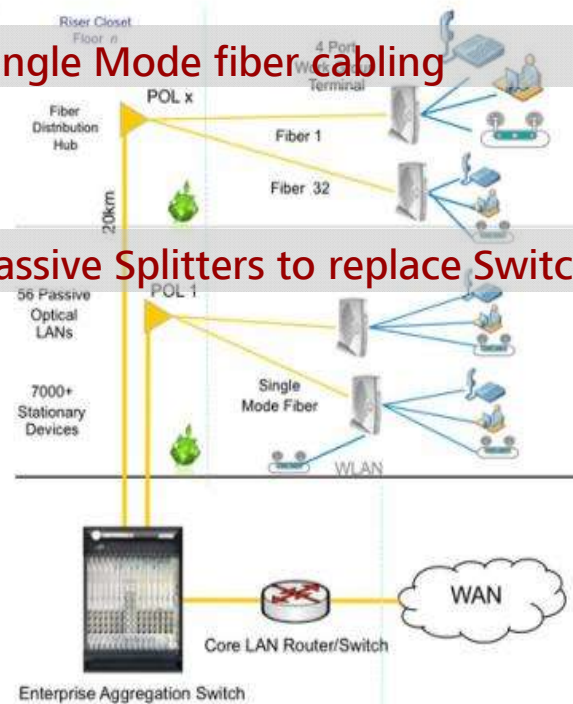 Riser Closet
Floor n
ngle Mode fiber cabling
4 Port
Terminal
POL x
Fiber
Distribution
Hub
Fiber 1
Fiber 32
20km
assive Splitters to replace Switc
56 Passive
Optical
LANs
POL 1
7000+
Stationary
Devices
Single
Mode Fiber
WLAN
WAN
Core LAN Router/Switch
Enterprise Aggregation Switch